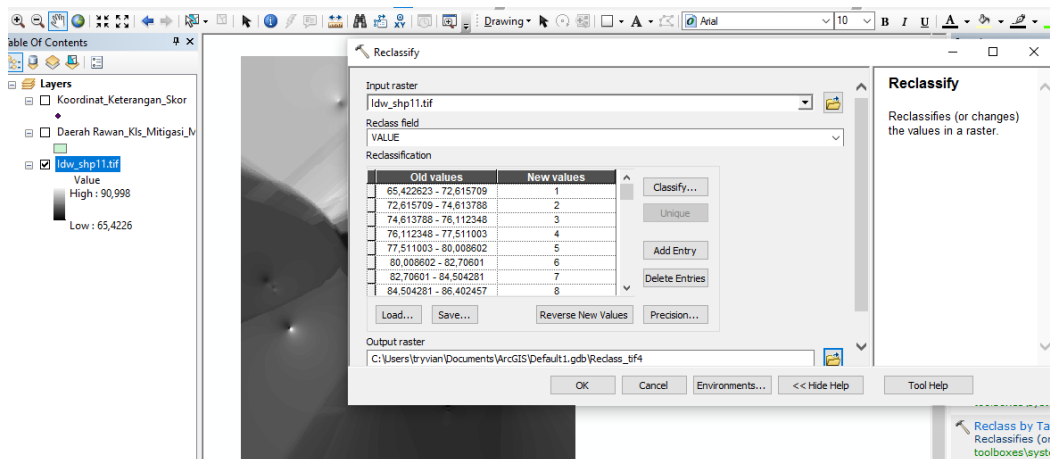 Drawing
A
Arial
10
B I U A
Table Of Contents
Layers
Koordinat_Keterangan_Skor
Daerah Rawan_Kls_Mitigasi_M
Idw_shp11.tif
Value
High : 90,998
Low : 65,4226
Reclassify
Input raster
Idw_shp11.tif
Reclass field
VALUE
Reclassification
Old values New values
65,422623 - 72,615709 1
72,615709 - 74,613788 2
74,613788 - 76,112348 3
76,112348 - 77,511003 4
77,511003 - 80,008602 5
80,008602 - 82,70601 6
82,70601 - 84,504281 7
84,504281 - 86,402457 8
Classify...
Unique
Add Entry
Delete Entries
Load... Save... Reverse New Values Precision...
Output raster
C:\Users\tryvian\Documents\ArcGIS\Default1.gdb\Reclass_tif4
OK Cancel Environments... << Hide Help Tool Help
Reclassify
Reclassifies (or changes)
the values in a raster.
Reclass by Ta
Reclassifies (or
toolboxes\syst